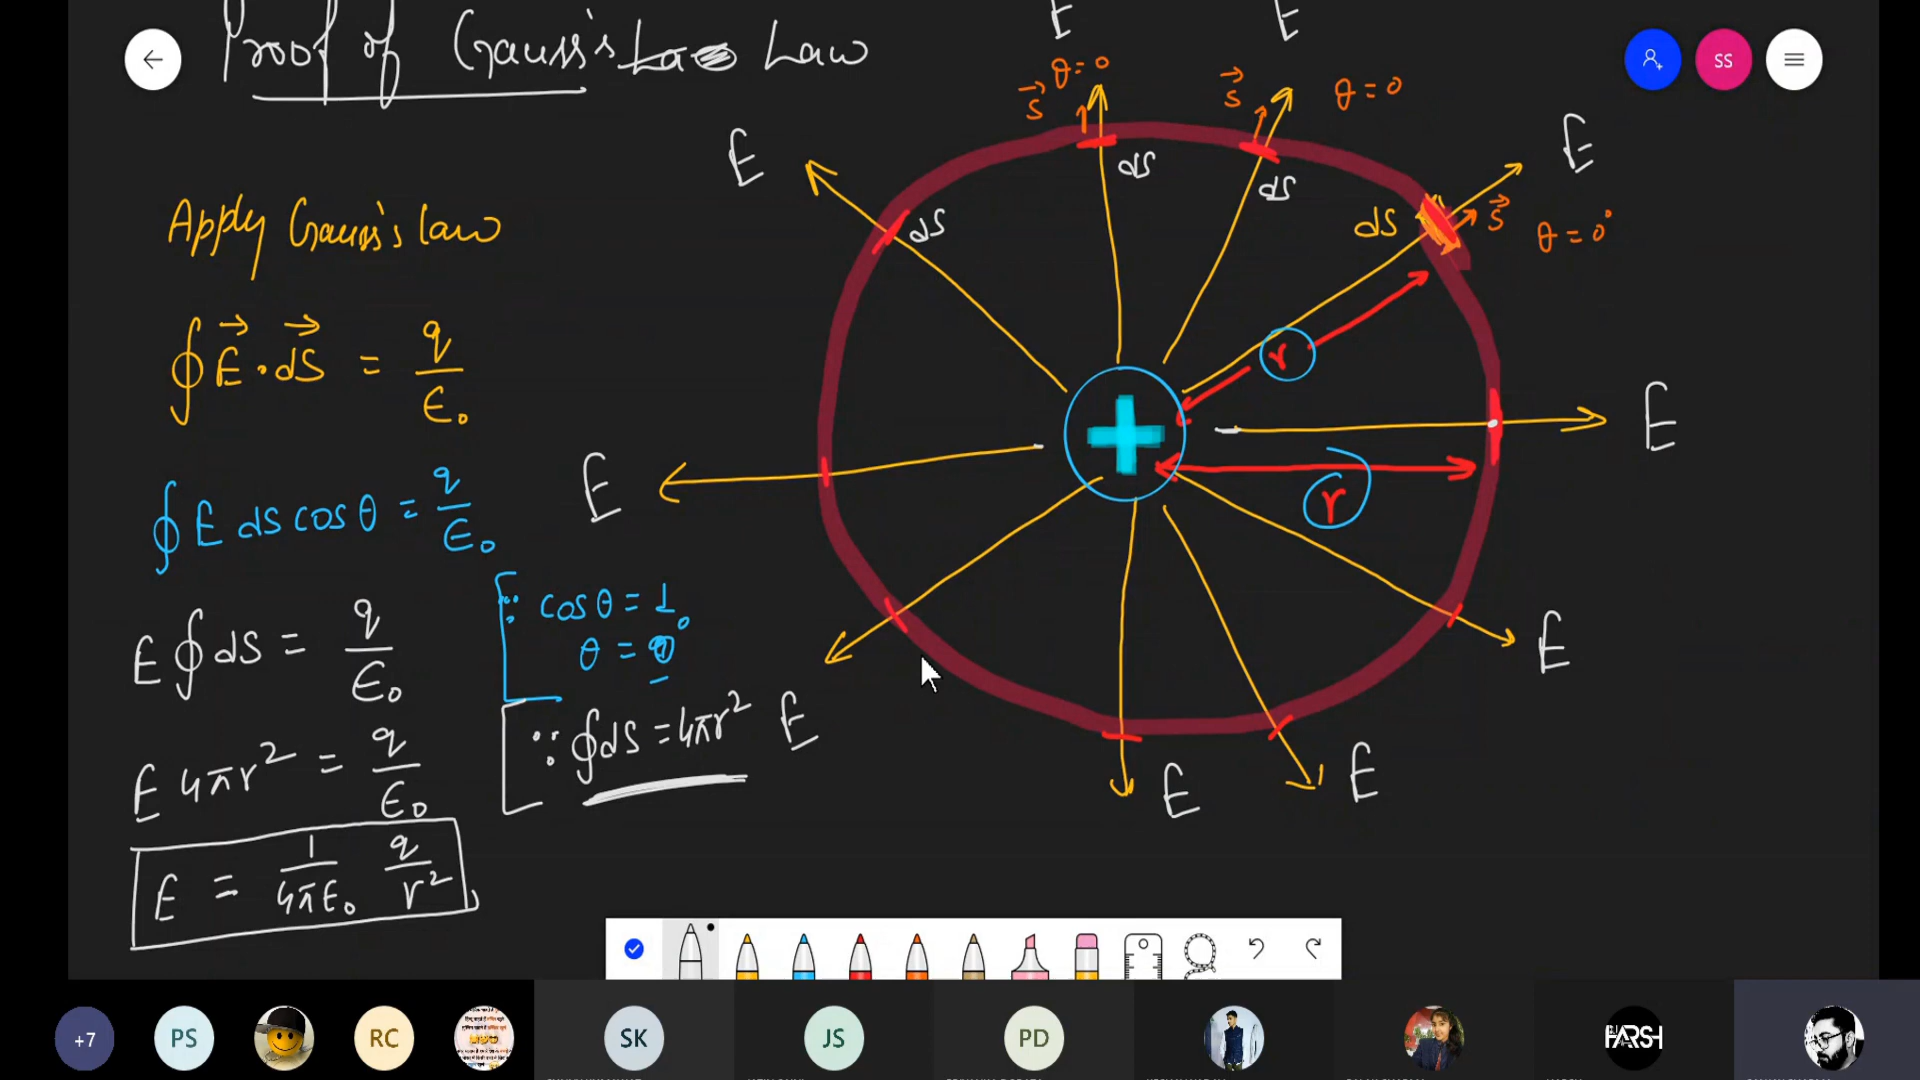 Proof of Gauss's La Law
Apply Gauss's law
∮ E⃗ · dS⃗ = q/ε₀
∮ E dS cos θ = q/ε₀
[∵ cos θ = 1
θ = 0°
E ∮ dS = q/ε₀
[∵ ∮ dS = 4πr²
E 4πr² = q/ε₀
E = 1/4πε₀ q/r²
E
E
S⃗ θ = 0
S⃗ θ = 0
E
E
dS
dS
dS
dS
S⃗
θ = 0°
r
E
E
r
E
E
E
E
SS
+7
PS
RC
SK
JS
PD
HARSH